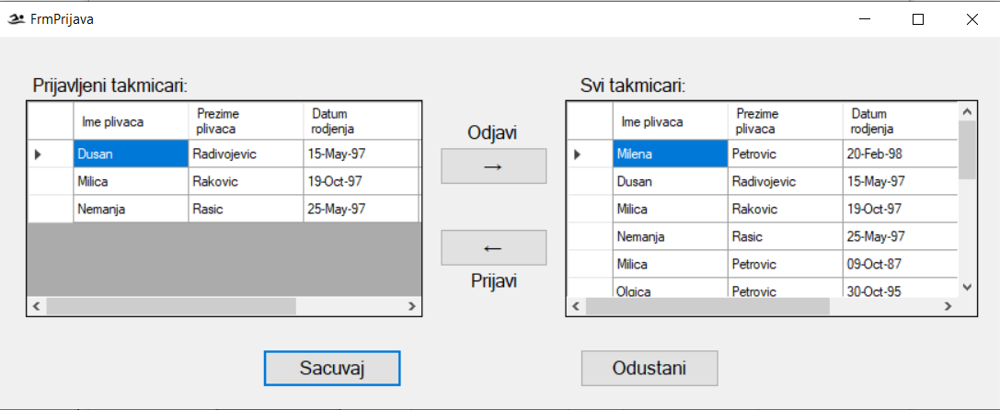 FrmPrijava
Prijavljeni takmicari:
Ime plivaca Prezime plivaca Datum rodjenja
Dusan Radivojevic 15-May-97
Milica Rakovic 19-Oct-97
Nemanja Rasic 25-May-97
Odjavi
→
←
Prijavi
Svi takmicari:
Ime plivaca Prezime plivaca Datum rodjenja
Milena Petrovic 20-Feb-98
Dusan Radivojevic 15-May-97
Milica Rakovic 19-Oct-97
Nemanja Rasic 25-May-97
Milica Petrovic 09-Oct-87
Olgica Petrovic 30-Oct-95
Sacuvaj
Odustani